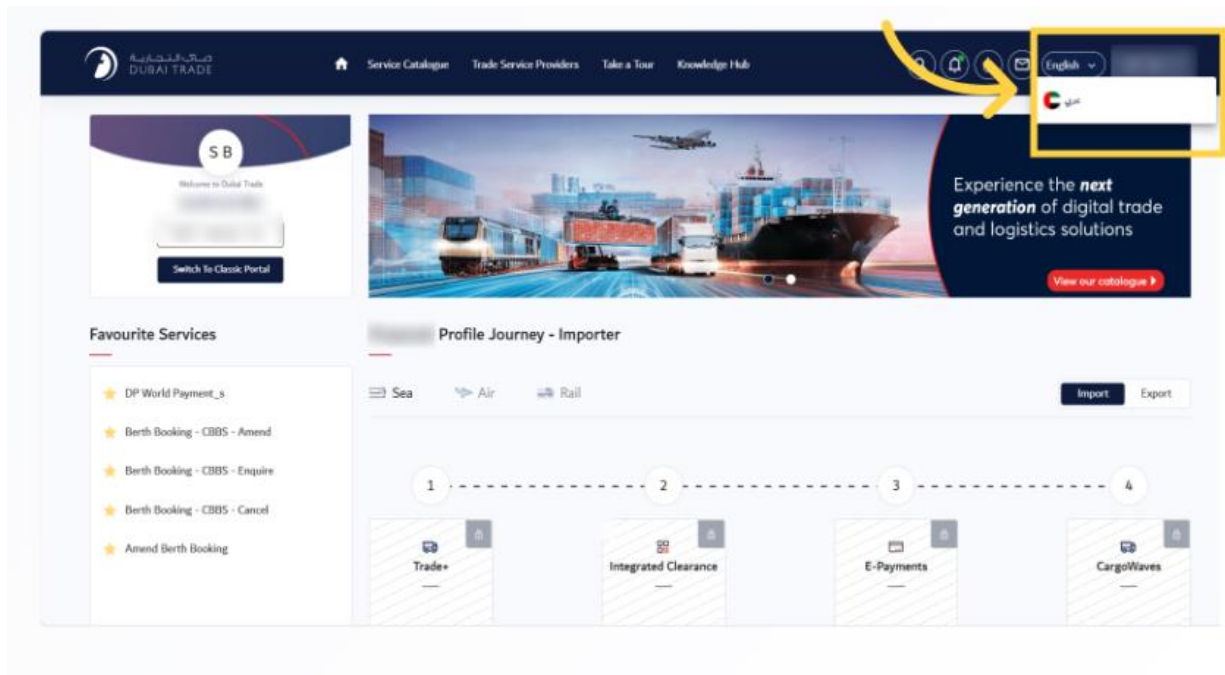 دبي التجارية
DUBAI TRADE
Service Catalogue
Trade Service Providers
Take a Tour
Knowledge Hub
English
عربي
S B
Welcome to Dubai Trade
Switch To Classic Portal
Experience the next
generation of digital trade
and logistics solutions
View our catalogue
Favourite Services
DP World Payment_s
Berth Booking - CBBS - Amend
Berth Booking - CBBS - Enquire
Berth Booking - CBBS - Cancel
Amend Berth Booking
Profile Journey - Importer
Sea
Air
Rail
Import
Export
1
2
3
4
Trade+
Integrated Clearance
E-Payments
CargoWaves